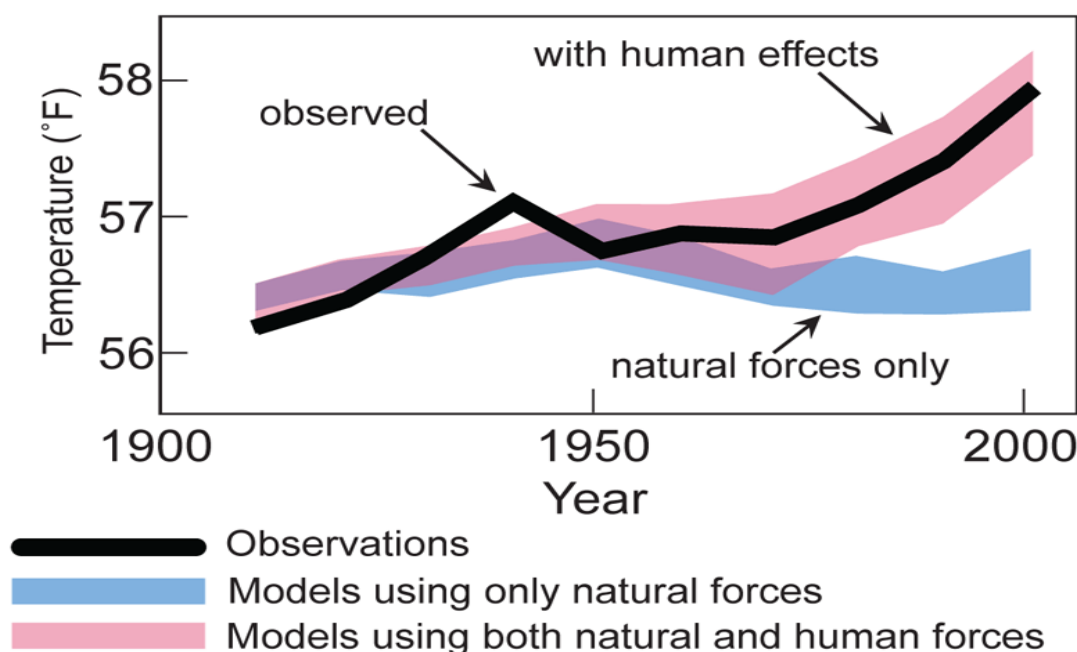 with human effects
observed
Temperature (˚F)
58
57
56
natural forces only
1900
1950
2000
Year
Observations
Models using only natural forces
Models using both natural and human forces